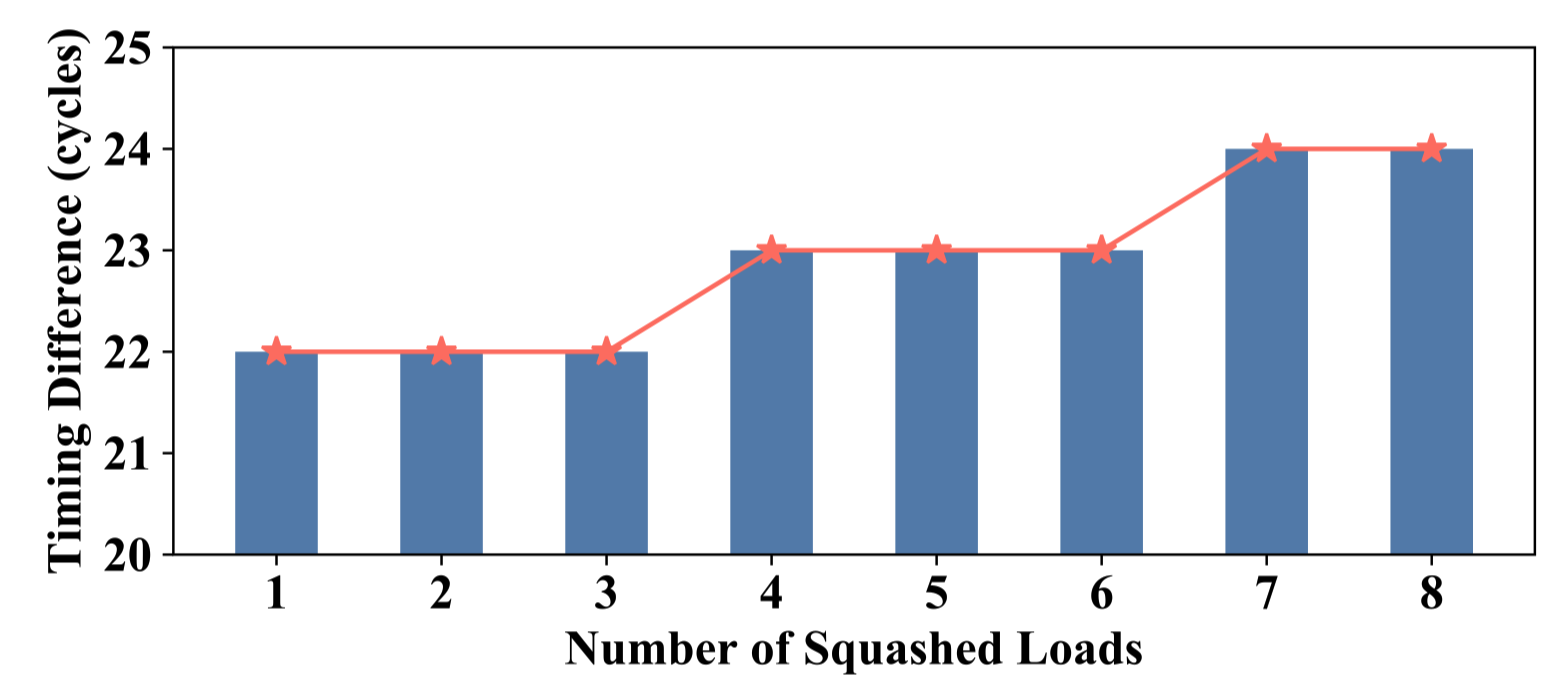 Timing Difference (cycles)
25
24
23
22
21
20
1 2 3 4 5 6 7 8
Number of Squashed Loads